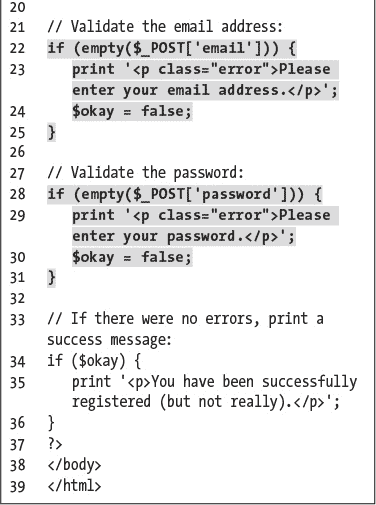 20
21 // Validate the email address:
22 if (empty($_POST['email'])) {
23 print '<p class="error">Please
enter your email address.</p>';
24 $okay = false;
25 }
26
27 // Validate the password:
28 if (empty($_POST['password'])) {
29 print '<p class="error">Please
enter your password.</p>';
30 $okay = false;
31 }
32
33 // If there were no errors, print a
success message:
34 if ($okay) {
35 print '<p>You have been successfully
registered (but not really).</p>';
36 }
37 ?>
38 </body>
39 </html>